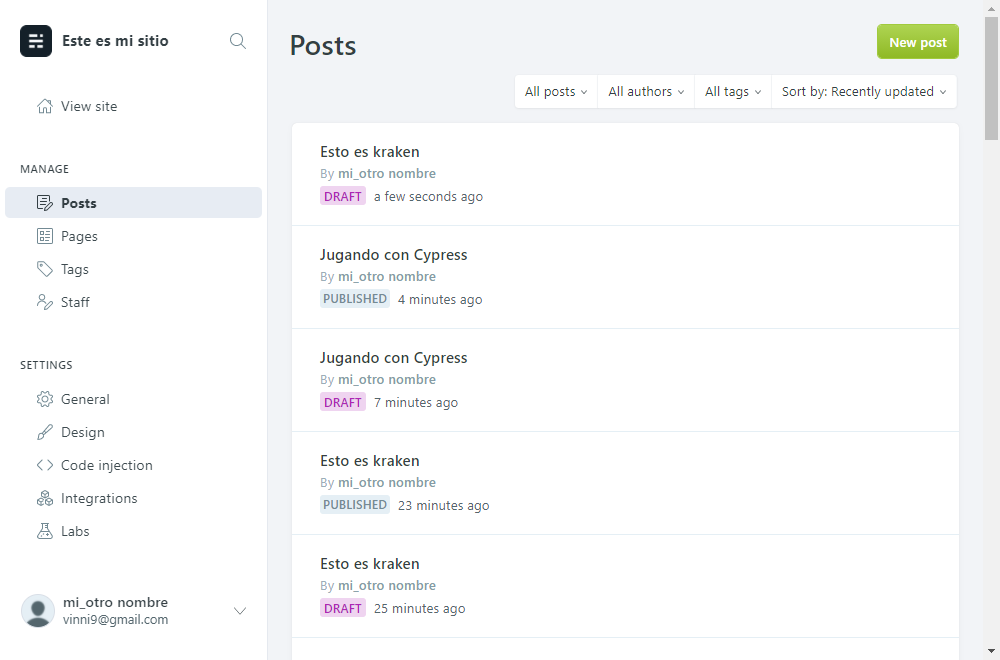 Este es mi sitio
View site
MANAGE
Posts
Pages
Tags
Staff
SETTINGS
General
Design
Code injection
Integrations
Labs
mi_otro nombre
vinni9@gmail.com
Posts
New post
All posts
All authors
All tags
Sort by: Recently updated
Esto es kraken
By mi_otro nombre
DRAFT a few seconds ago
Jugando con Cypress
By mi_otro nombre
PUBLISHED 4 minutes ago
Jugando con Cypress
By mi_otro nombre
DRAFT 7 minutes ago
Esto es kraken
By mi_otro nombre
PUBLISHED 23 minutes ago
Esto es kraken
By mi_otro nombre
DRAFT 25 minutes ago